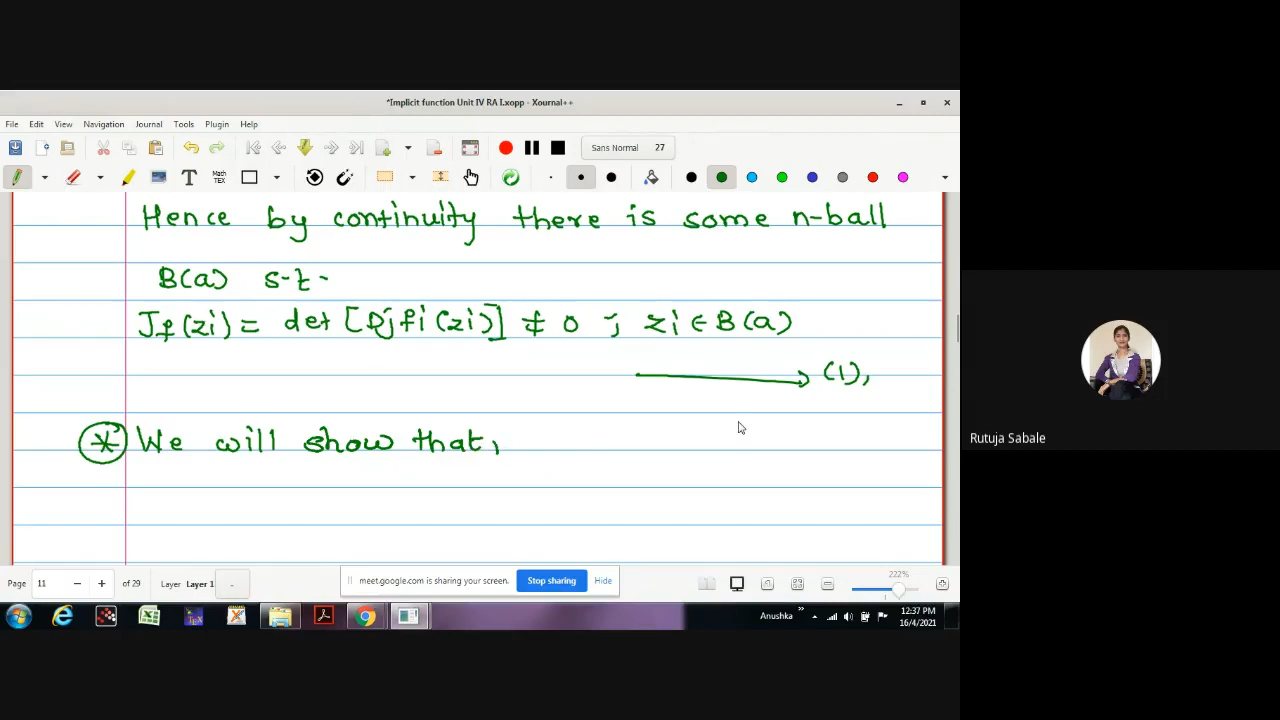 *Implicit function Unit IV RA I.xopp - Xournal++
File Edit View Navigation Journal Tools Plugin Help
Sans Normal 27
Math TEX
Hence by continuity there is some n-ball
B(a) s.t.
Jf(zi) = det [Djfi(zi)] ≠ 0 ; zi ∈ B(a)
(1),
* We will show that,
Rutuja Sabale
Page 11 of 29 Layer Layer 1
meet.google.com is sharing your screen. Stop sharing Hide
222%
Anushka
12:37 PM
16/4/2021